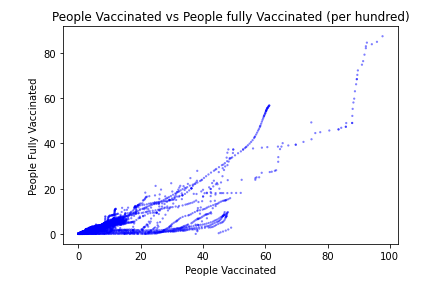 People Vaccinated vs People fully Vaccinated (per hundred)
People Fully Vaccinated
80
60
40
20
0
0 20 40 60 80 100
People Vaccinated